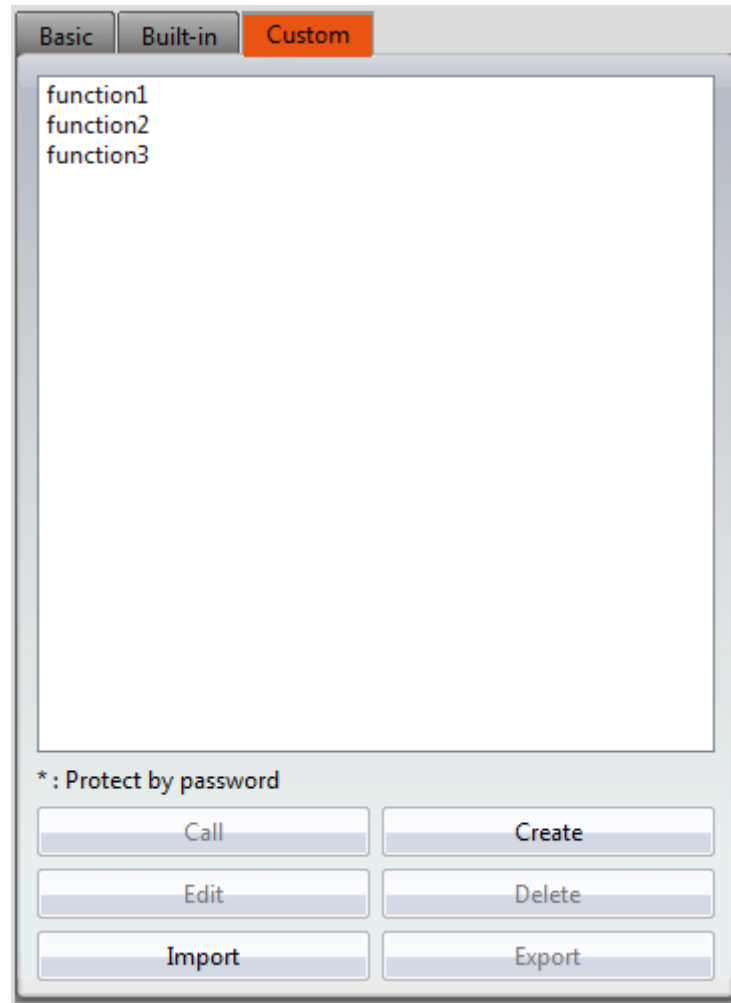 Basic Built-in Custom
function1
function2
function3
* : Protect by password
Call Create
Edit Delete
Import Export